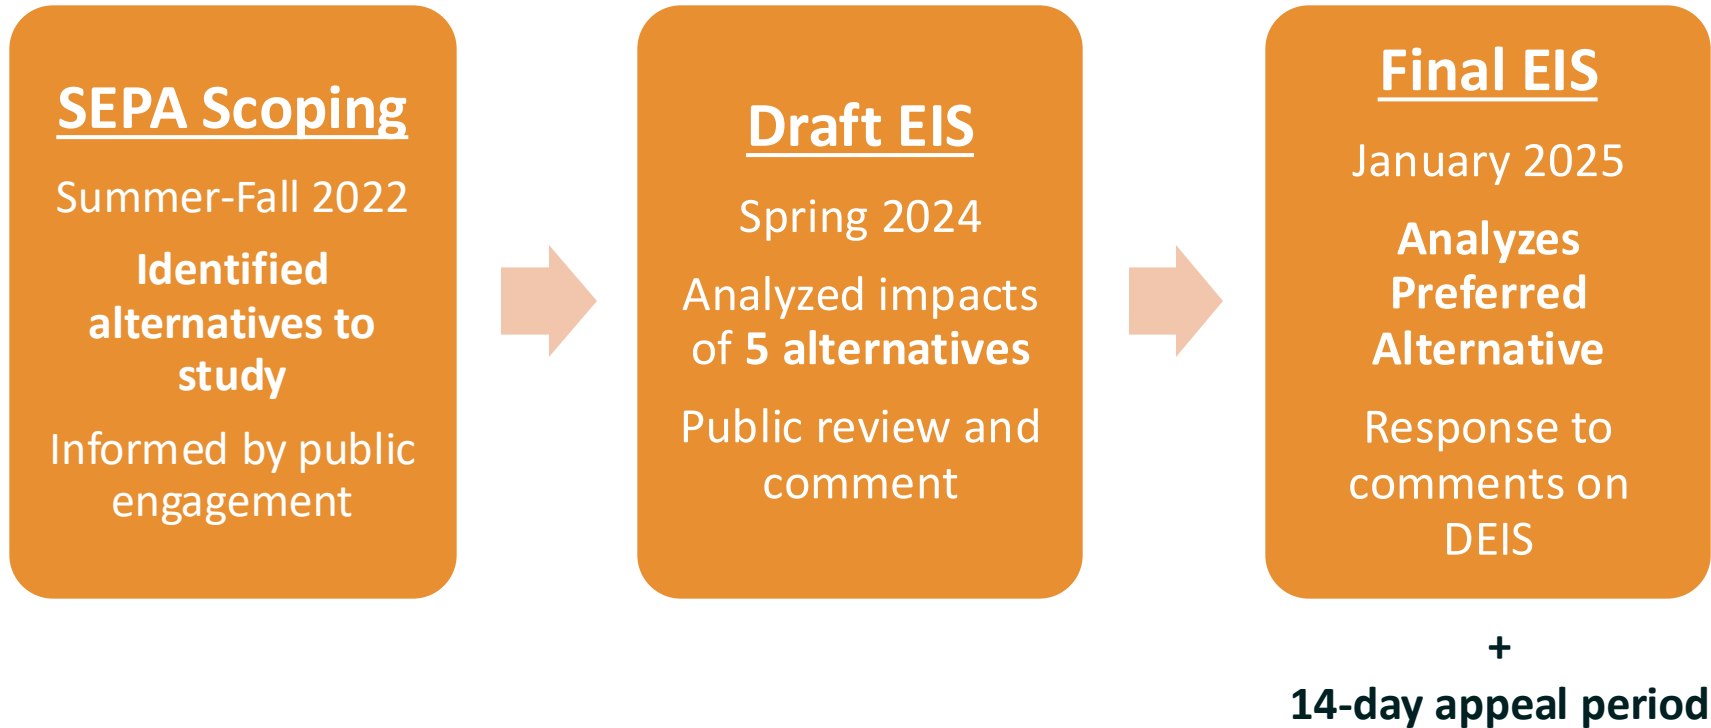 SEPA Scoping
Summer-Fall 2022
Identified
alternatives to
study
Informed by public
engagement
Draft EIS
Spring 2024
Analyzed impacts
of 5 alternatives
Public review and
comment
Final EIS
January 2025
Analyzes
Preferred
Alternative
Response to
comments on
DEIS
+
14-day appeal period